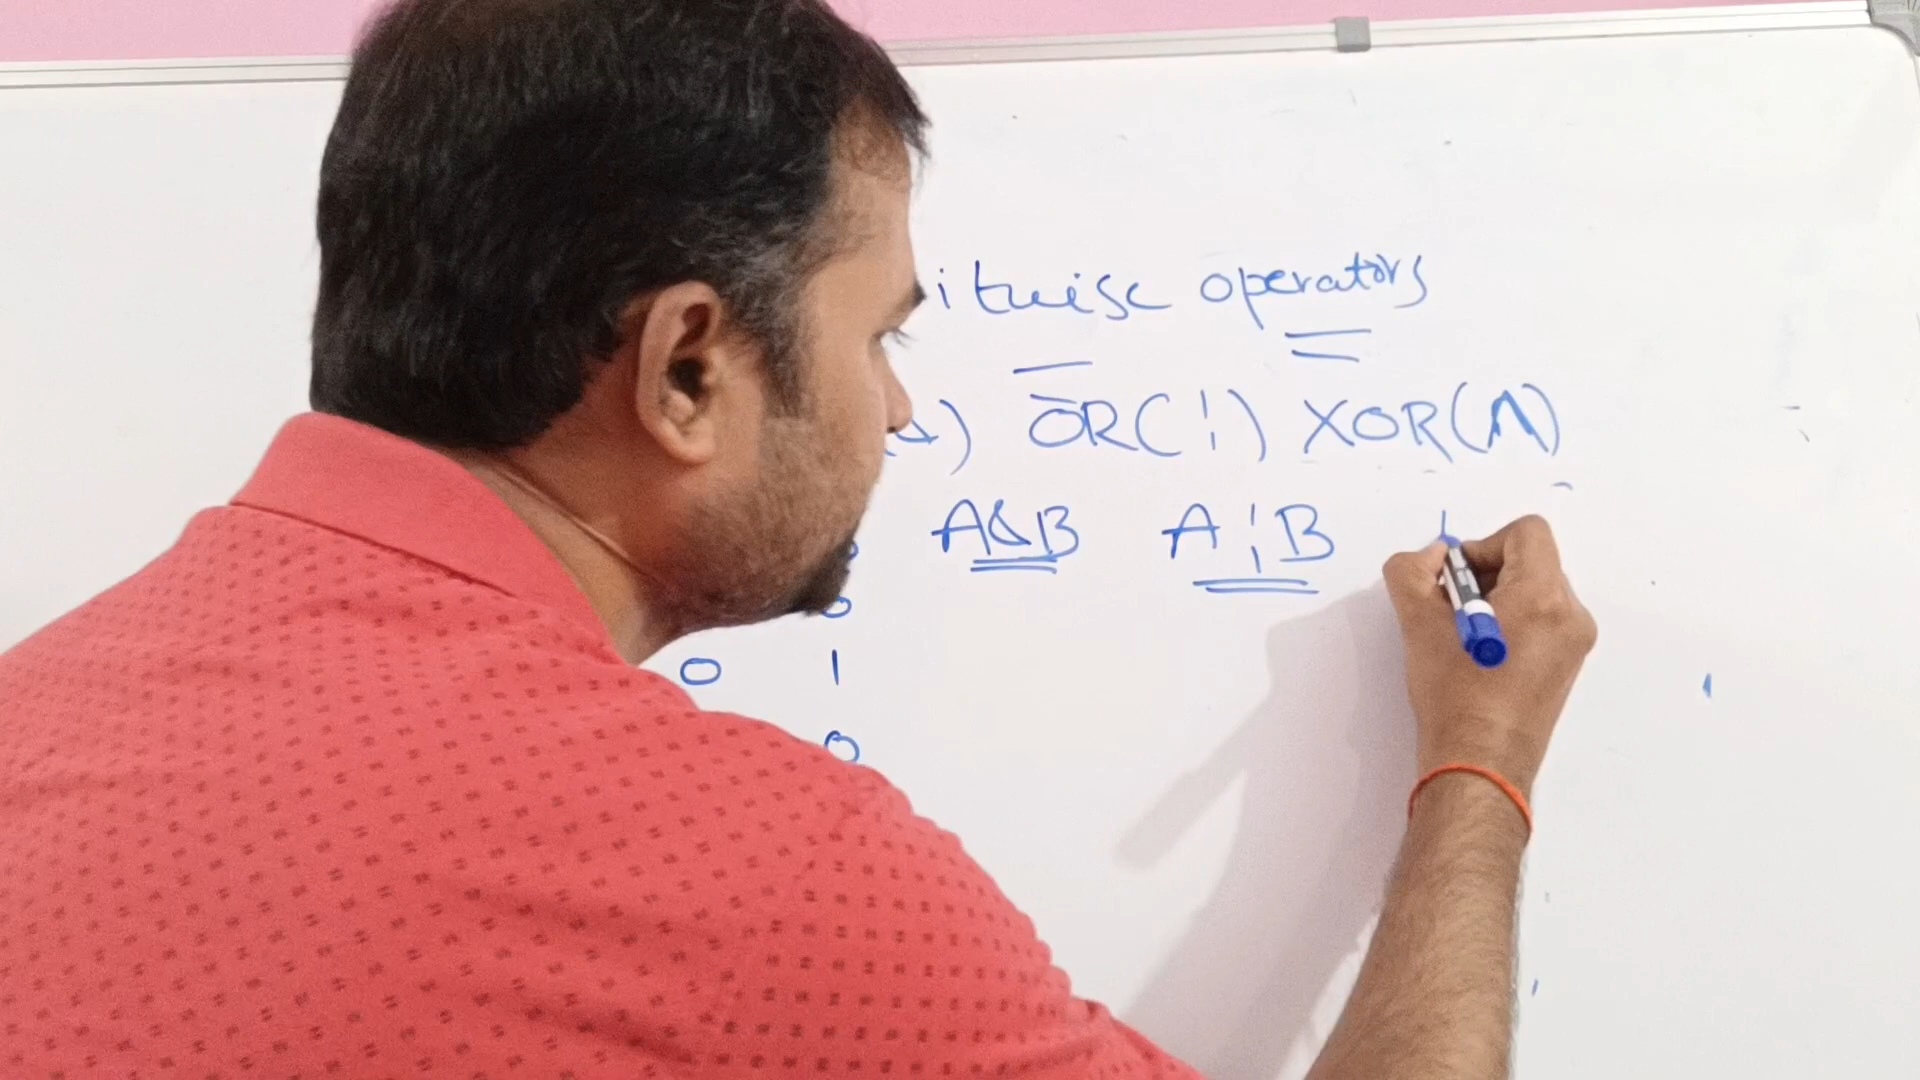 itwise operators
) OR(¦) XOR(^)
A&B A¦B
0
0 1
0